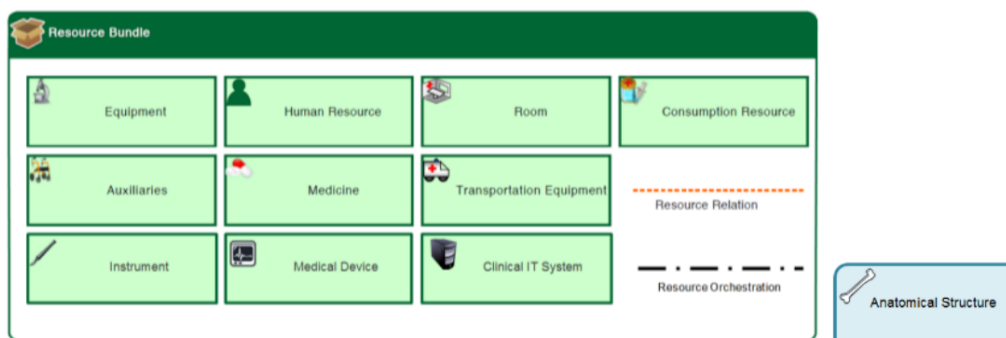 Resource Bundle
Equipment
Human Resource
Room
Consumption Resource
Auxiliaries
Medicine
Transportation Equipment
Resource Relation
Instrument
Medical Device
Clinical IT System
Resource Orchestration
Anatomical Structure